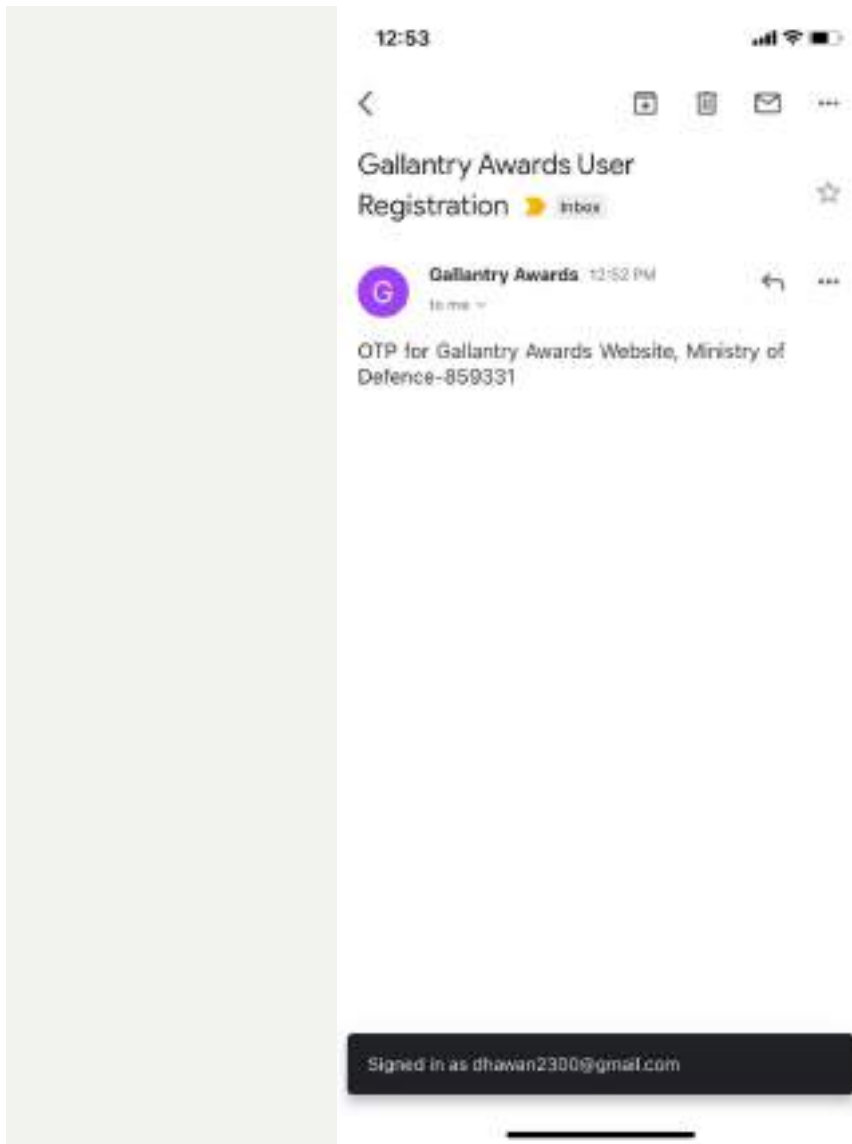 12:53
Gallantry Awards User
Registration Inbox
G
Gallantry Awards 12:52 PM
to me
OTP for Gallantry Awards Website, Ministry of
Defence-859331
Signed in as dhawan2300@gmail.com